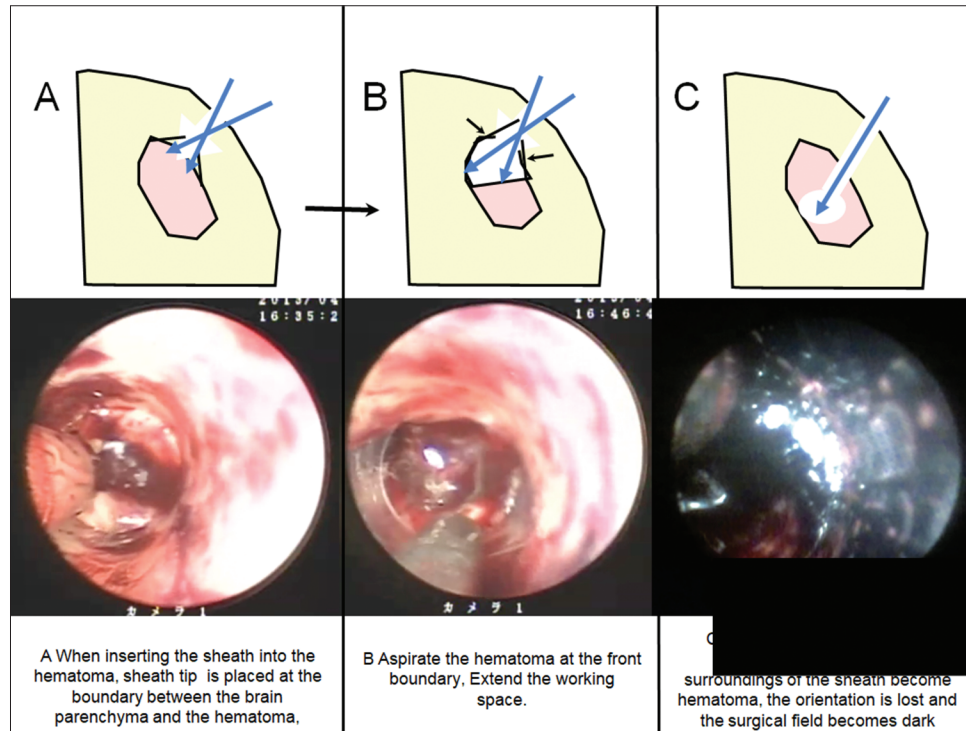 A
B
C
16:35:2
16:46:4
カメラ1
カメラ1
A When inserting the sheath into the
hematoma, sheath tip is placed at the
boundary between the brain
parenchyma and the hematoma,
B Aspirate the hematoma at the front
boundary, Extend the working
space.
surroundings of the sheath become
hematoma, the orientation is lost and
the surgical field becomes dark